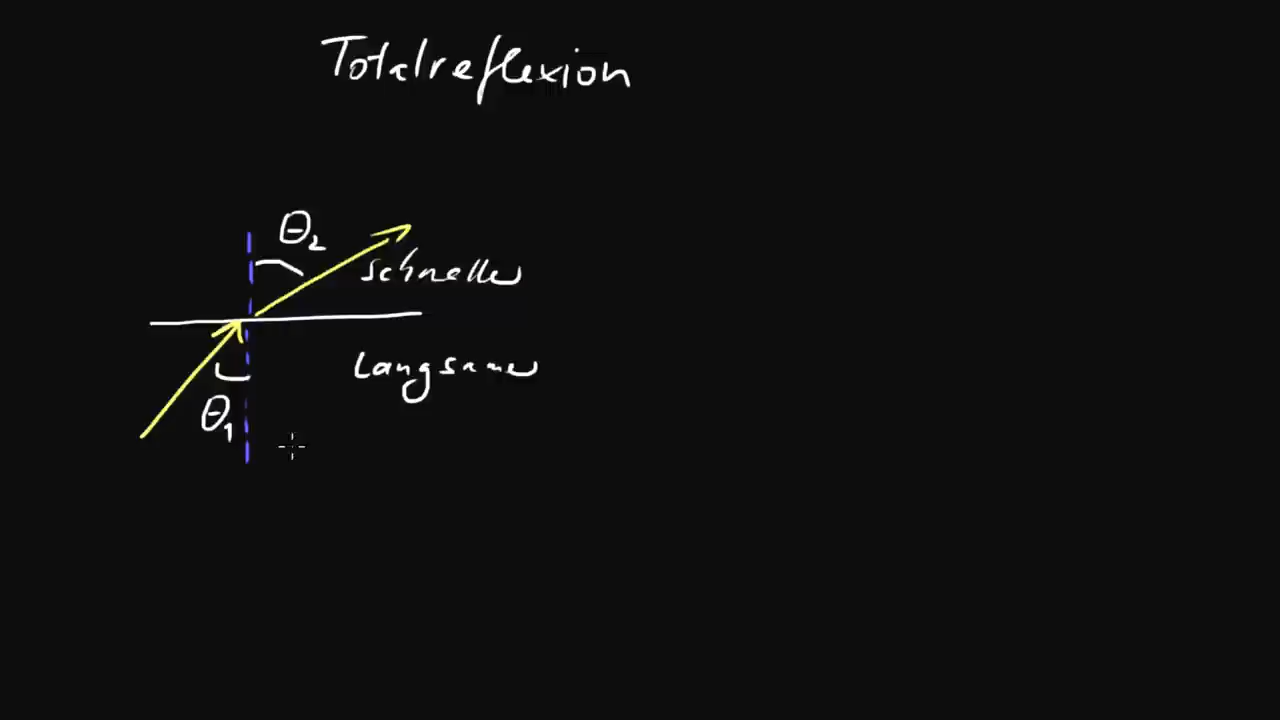 Totalreflexion
θ₂
schneller
langsamer
θ₁